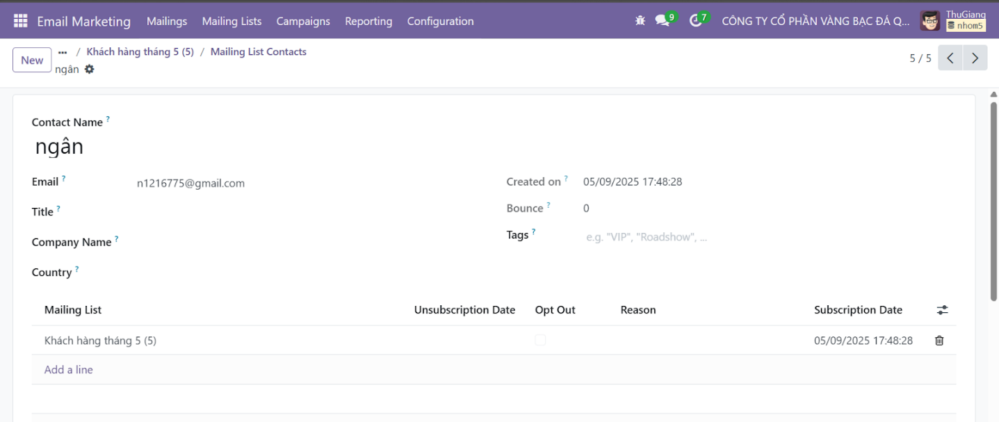 Email Marketing Mailings Mailing Lists Campaigns Reporting Configuration 9 7 CÔNG TY CỔ PHẦN VÀNG BẠC ĐÁ Q... ThuGiang
nhom5
New ... / Khách hàng tháng 5 (5) / Mailing List Contacts 5 / 5
ngân
Contact Name ?
ngân
Email ? n1216775@gmail.com Created on ? 05/09/2025 17:48:28
Title ? Bounce ? 0
Tags ? e.g. "VIP", "Roadshow", ...
Company Name ?
Country ?
Mailing List Unsubscription Date Opt Out Reason Subscription Date
Khách hàng tháng 5 (5) 05/09/2025 17:48:28
Add a line